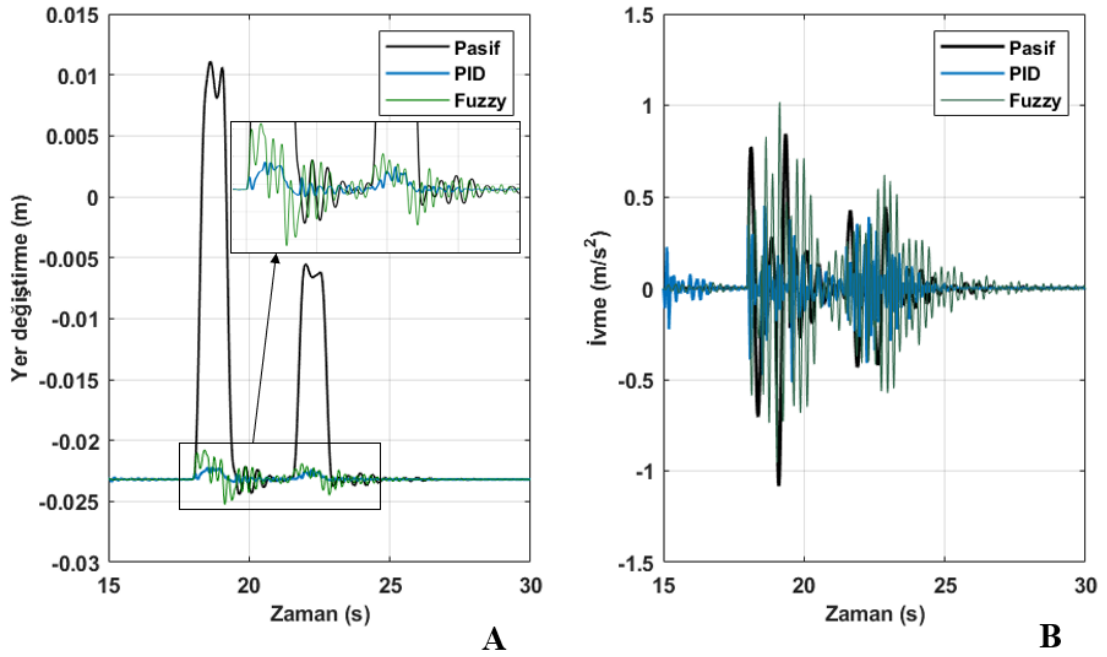 0.015
0.01
0.005
0
-0.005
-0.01
-0.015
-0.02
-0.025
-0.03
Yer değiştirme (m)
Pasif
PID
Fuzzy
15
20
25
30
Zaman (s)
A
1.5
1
0.5
0
-0.5
-1
-1.5
İvme (m/s²)
Pasif
PID
Fuzzy
15
20
25
30
Zaman (s)
B